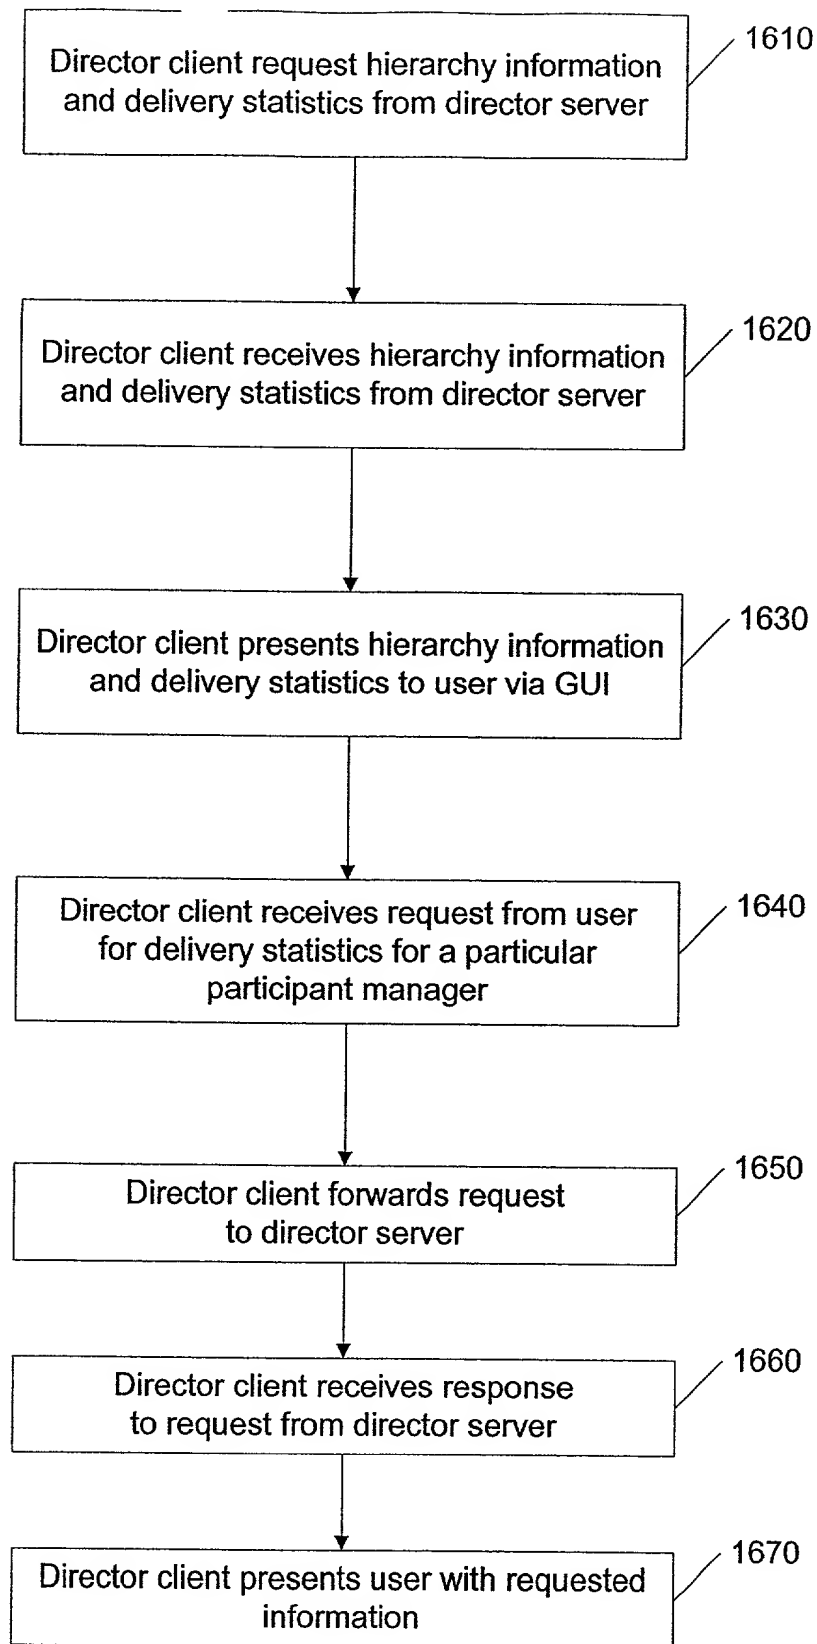 Director client request hierarchy information
and delivery statistics from director server
1610
Director client receives hierarchy information
and delivery statistics from director server
1620
Director client presents hierarchy information
and delivery statistics to user via GUI
1630
Director client receives request from user
for delivery statistics for a particular
participant manager
1640
Director client forwards request
to director server
1650
Director client receives response
to request from director server
1660
Director client presents user with requested
information
1670